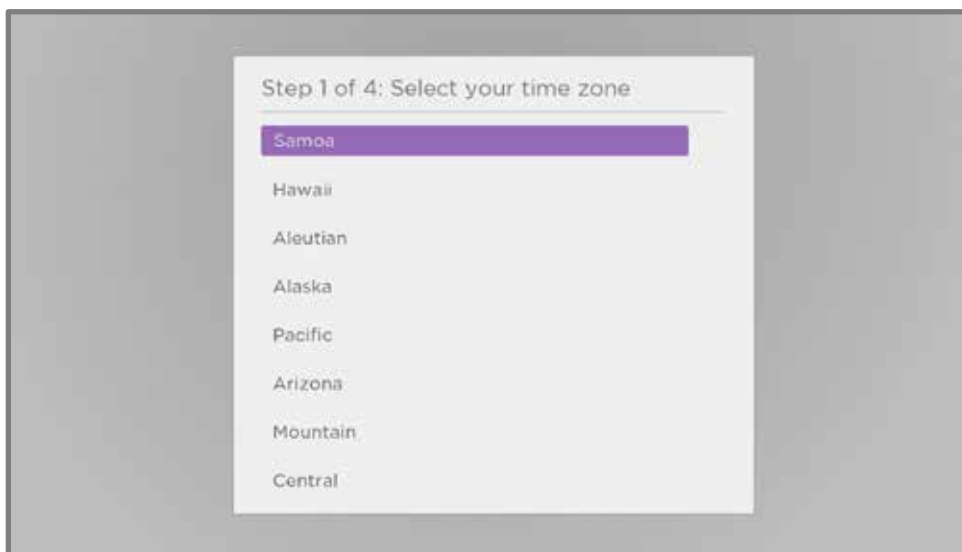 Step 1 of 4: Select your time zone
Samoa
Hawaii
Aleutian
Alaska
Pacific
Arizona
Mountain
Central